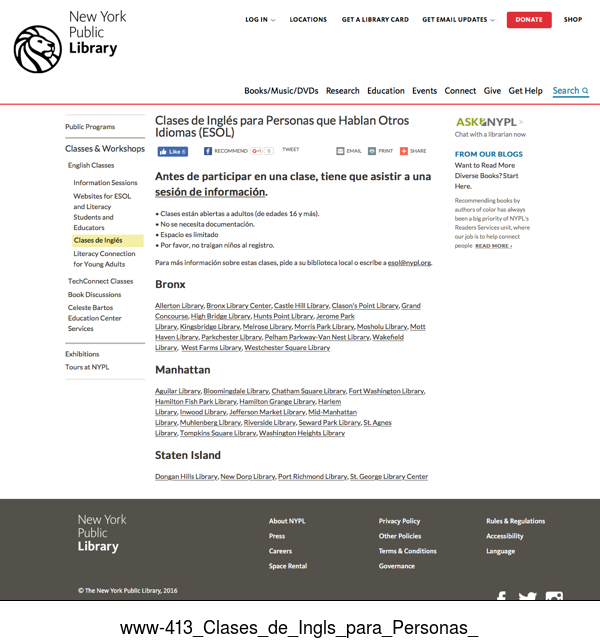 New York
Public
Library
LOG IN
LOCATIONS
GET A LIBRARY CARD
GET EMAIL UPDATES
DONATE
SHOP
Books/Music/DVDs Research Education Events Connect Give Get Help Search
Public Programs
Classes & Workshops
English Classes
Information Sessions
Websites for ESOL
and Literacy
Students and
Educators
Clases de Inglés
Literacy Connection
for Young Adults
TechConnect Classes
Book Discussions
Celeste Bartos
Education Center
Services
Exhibitions
Tours at NYPL
Clases de Inglés para Personas que Hablan Otros
Idiomas (ESOL)
Like 6 RECOMMEND G+1 0 TWEET EMAIL PRINT SHARE
Antes de participar en una clase, tiene que asistir a una
sesión de información.
• Clases están abiertas a adultos (de edades 16 y más).
• No se necesita documentación.
• Espacio es limitado
• Por favor, no traigan niños al registro.
Para más información sobre estas clases, pide a su biblioteca local o escribe a esol@nypl.org.
Bronx
Allerton Library, Bronx Library Center, Castle Hill Library, Clason's Point Library, Grand
Concourse, High Bridge Library, Hunts Point Library, Jerome Park
Library, Kingsbridge Library, Melrose Library, Morris Park Library, Mosholu Library, Mott
Haven Library, Parkchester Library, Pelham Parkway-Van Nest Library, Wakefield
Library, West Farms Library, Westchester Square Library
Manhattan
Aguilar Library, Bloomingdale Library, Chatham Square Library, Fort Washington Library,
Hamilton Fish Park Library, Hamilton Grange Library, Harlem
Library, Inwood Library, Jefferson Market Library, Mid-Manhattan
Library, Muhlenberg Library, Riverside Library, Seward Park Library, St. Agnes
Library, Tompkins Square Library, Washington Heights Library
Staten Island
Dongan Hills Library, New Dorp Library, Port Richmond Library, St. George Library Center
ASK NYPL >
Chat with a librarian now
FROM OUR BLOGS
Want to Read More
Diverse Books? Start
Here.
Recommending books by
authors of color has always
been a big priority of NYPL's
Readers Services unit, where
our job is to help connect
people READ MORE ›
New York
Public
Library
About NYPL
Press
Careers
Space Rental
Privacy Policy
Other Policies
Terms & Conditions
Governance
Rules & Regulations
Accessibility
Language
© The New York Public Library, 2016
www-413_Clases_de_Ingls_para_Personas_